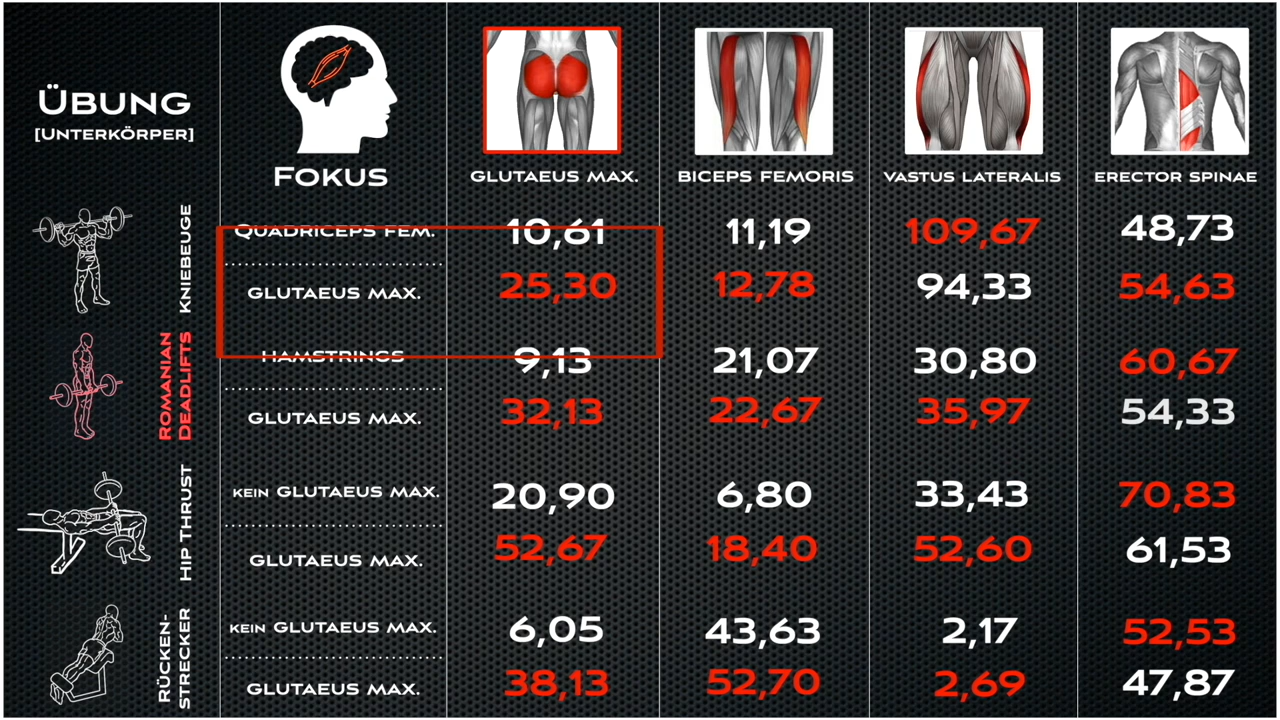 ÜBUNG
[UNTERKÖRPER]
FOKUS
GLUTAEUS MAX.
BICEPS FEMORIS
VASTUS LATERALIS
ERECTOR SPINAE
KNIEBEUGE
QUADRICEPS FEM. 10,61 11,19 109,67 48,73
GLUTAEUS MAX. 25,30 12,78 94,33 54,63
ROMANIAN
DEADLIFTS
HAMSTRINGS 9,13 21,07 30,80 60,67
GLUTAEUS MAX. 32,13 22,67 35,97 54,33
HIP THRUST
KEIN GLUTAEUS MAX. 20,90 6,80 33,43 70,83
GLUTAEUS MAX. 52,67 18,40 52,60 61,53
RÜCKEN-
STRECKER
KEIN GLUTAEUS MAX. 6,05 43,63 2,17 52,53
GLUTAEUS MAX. 38,13 52,70 2,69 47,87